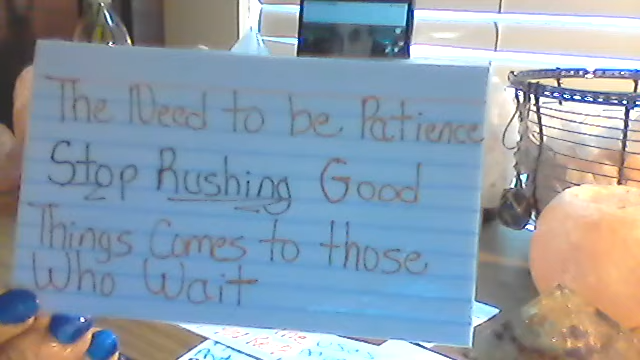 The Need to be Patience
Stop Rushing Good
Things Comes to those
Who Wait